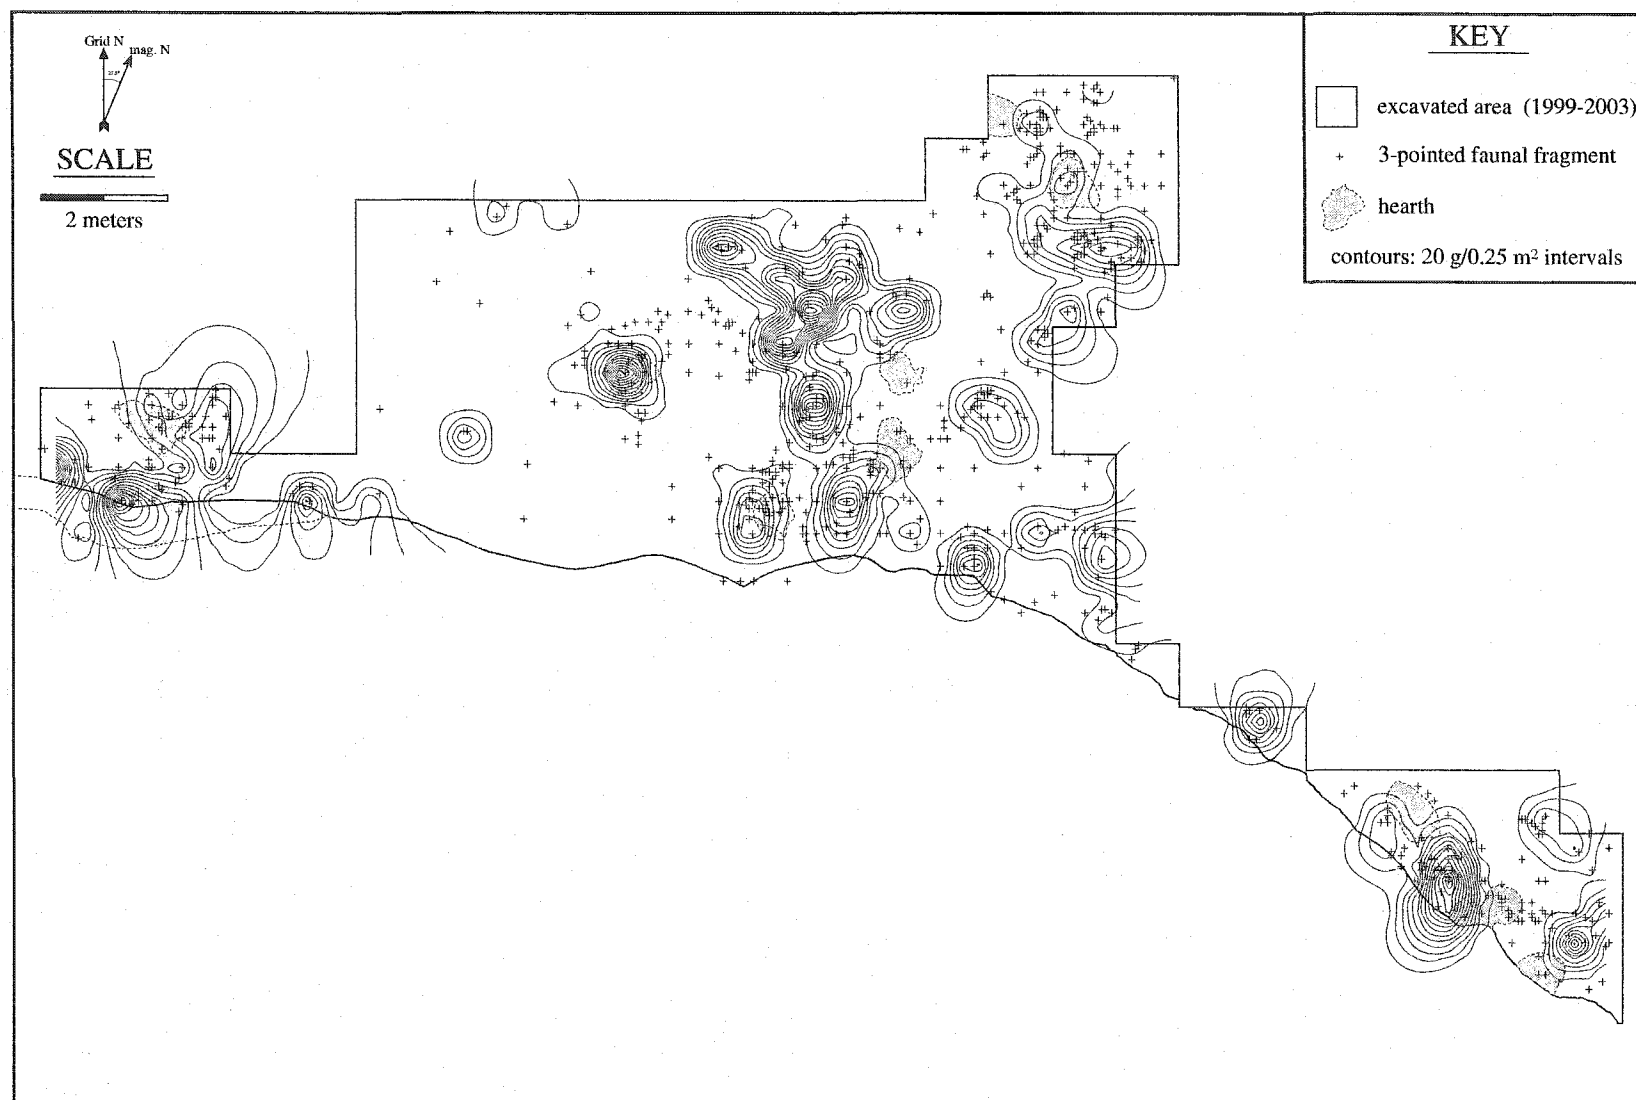 Grid N
mag. N
SCALE
2 meters
KEY
excavated area (1999-2003)
3-pointed faunal fragment
hearth
contours: 20 g/0.25 m² intervals